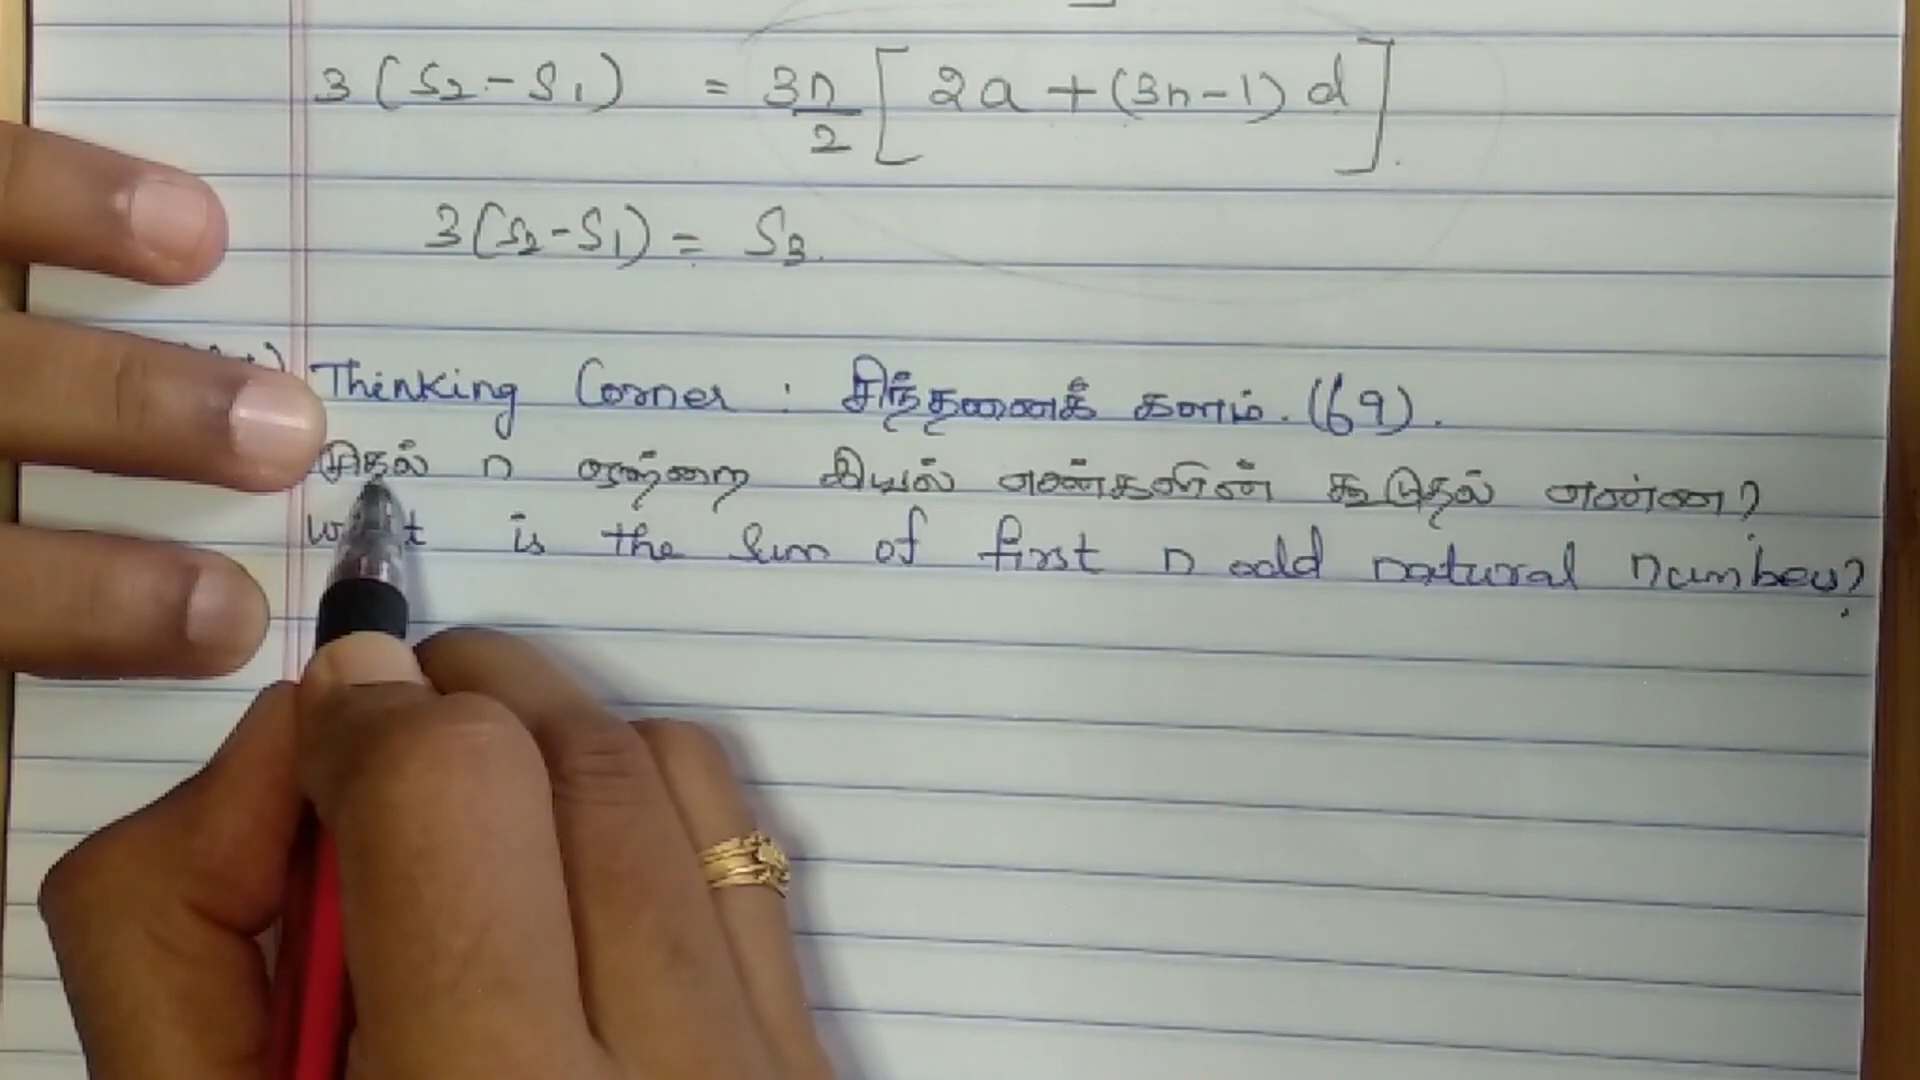 3(S2-S1) = 3n/2 [2a+(3n-1)d].
3(S2-S1) = S3.
Thinking Corner : சிந்தனைக் களம். (69).
முதல் n ஒற்றை இயல் எண்களின் கூடுதல் என்ன?
is the sum of first n odd natural numbers?